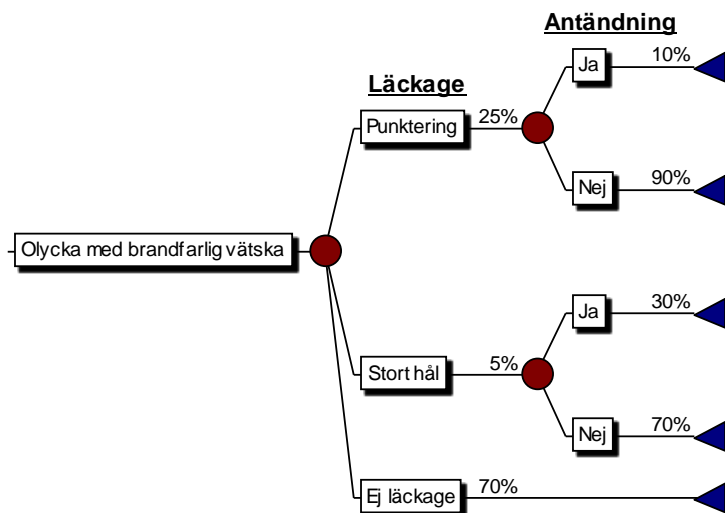 Antändning
Ja 10%
Läckage
Punktering 25%
Nej 90%
Olycka med brandfarlig vätska
Ja 30%
Stort hål 5%
Nej 70%
Ej läckage 70%